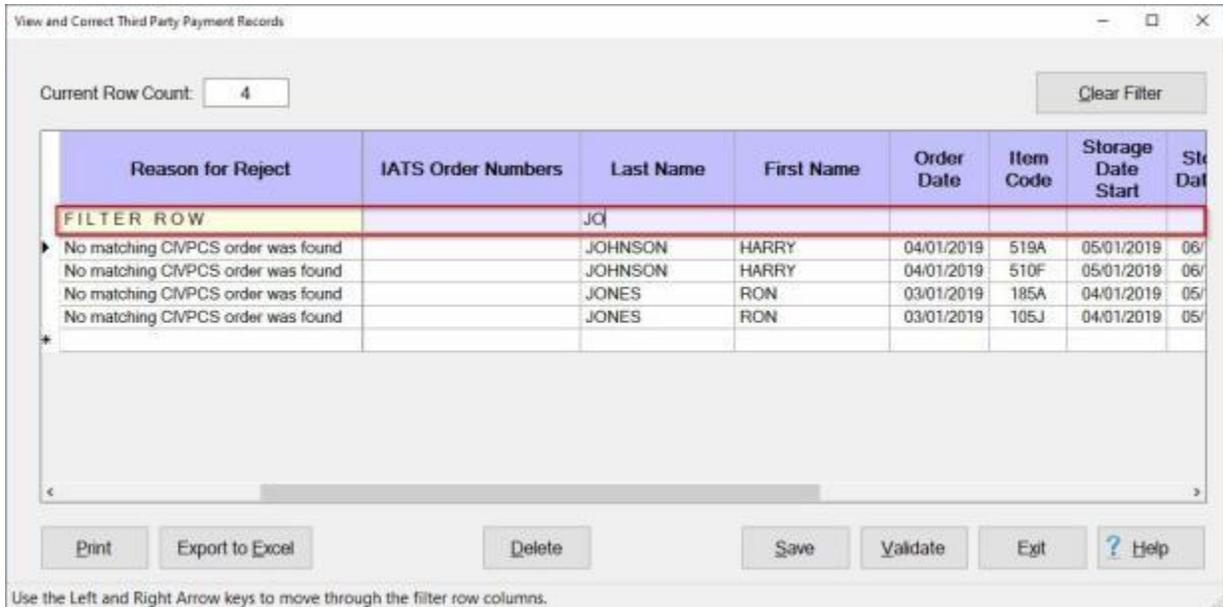 View and Correct Third Party Payment Records
Current Row Count: 4 Clear Filter
Reason for Reject IATS Order Numbers Last Name First Name Order Date Item Code Storage Date Start Sto Dat
FILTER ROW JO
No matching CIVPCS order was found JOHNSON HARRY 04/01/2019 519A 05/01/2019 06/
No matching CIVPCS order was found JOHNSON HARRY 04/01/2019 510F 05/01/2019 06/
No matching CIVPCS order was found JONES RON 03/01/2019 185A 04/01/2019 05/
No matching CIVPCS order was found JONES RON 03/01/2019 105J 04/01/2019 05/
Print Export to Excel Delete Save Validate Exit ? Help
Use the Left and Right Arrow keys to move through the filter row columns.